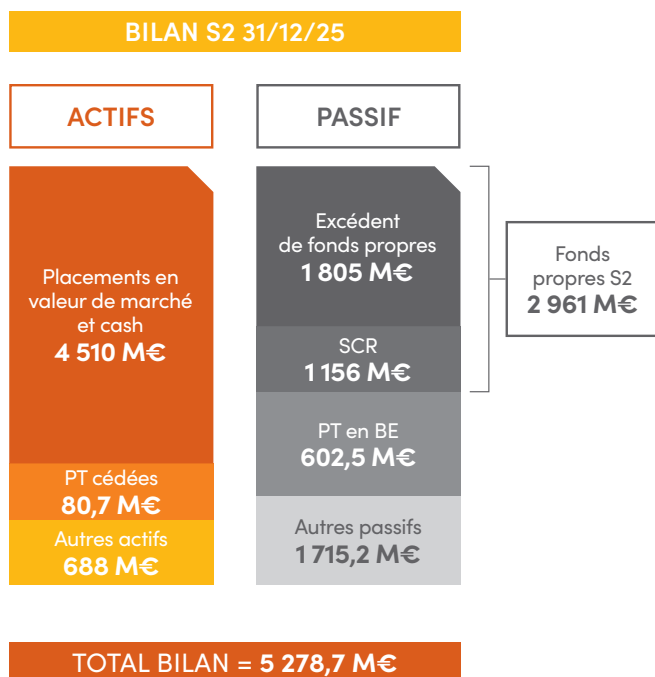 BILAN S2 31/12/25
ACTIFS
PASSIF
Placements en
valeur de marché
et cash
4 510 M€
PT cédées
80,7 M€
Autres actifs
688 M€
Excédent
de fonds propres
1 805 M€
SCR
1 156 M€
PT en BE
602,5 M€
Autres passifs
1 715,2 M€
Fonds
propres S2
2 961 M€
TOTAL BILAN = 5 278,7 M€